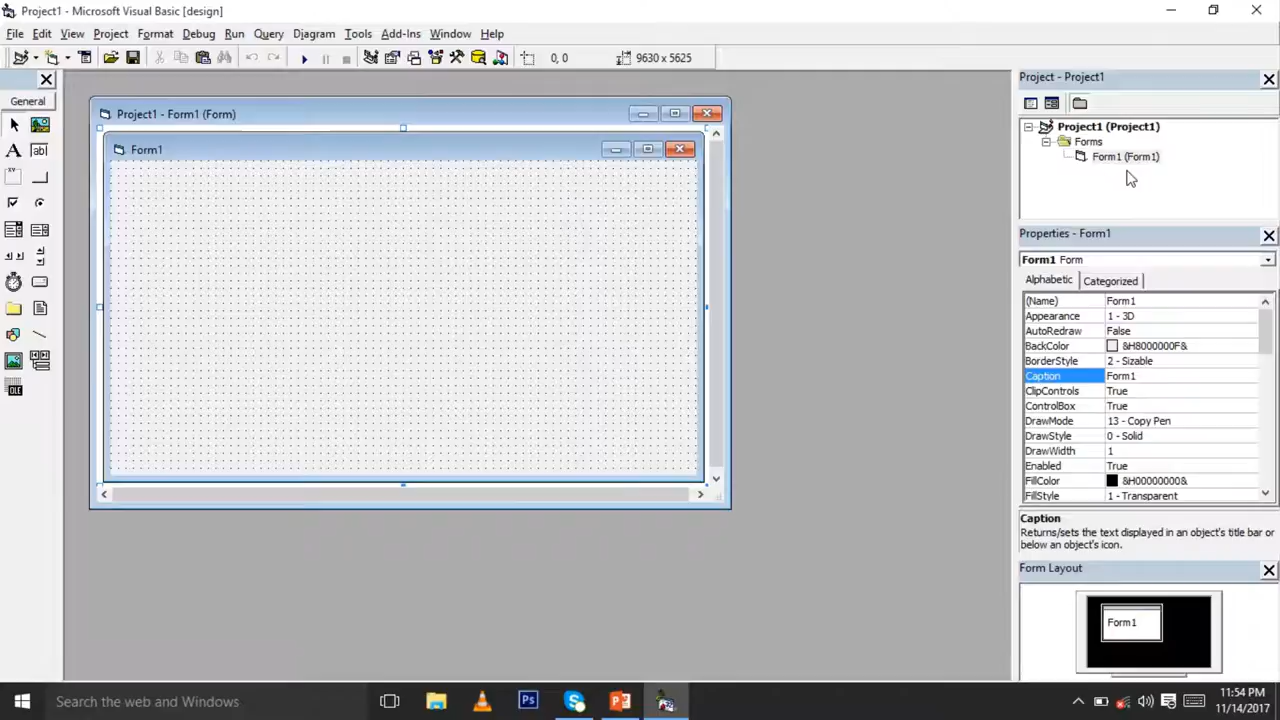 Project1 - Microsoft Visual Basic [design]
File Edit View Project Format Debug Run Query Diagram Tools Add-Ins Window Help
0, 0 9630 x 5625
General
A ab|
XY
OLE
Project1 - Form1 (Form)
Form1
Project - Project1
Project1 (Project1)
Forms
Form1 (Form1)
Properties - Form1
Form1 Form
Alphabetic Categorized
(Name) Form1
Appearance 1 - 3D
AutoRedraw False
BackColor &H8000000F&
BorderStyle 2 - Sizable
Caption Form1
ClipControls True
ControlBox True
DrawMode 13 - Copy Pen
DrawStyle 0 - Solid
DrawWidth 1
Enabled True
FillColor &H00000000&
FillStyle 1 - Transparent
Caption
Returns/sets the text displayed in an object's title bar or
below an object's icon.
Form Layout
Form1
Search the web and Windows
Ps
11:54 PM
11/14/2017